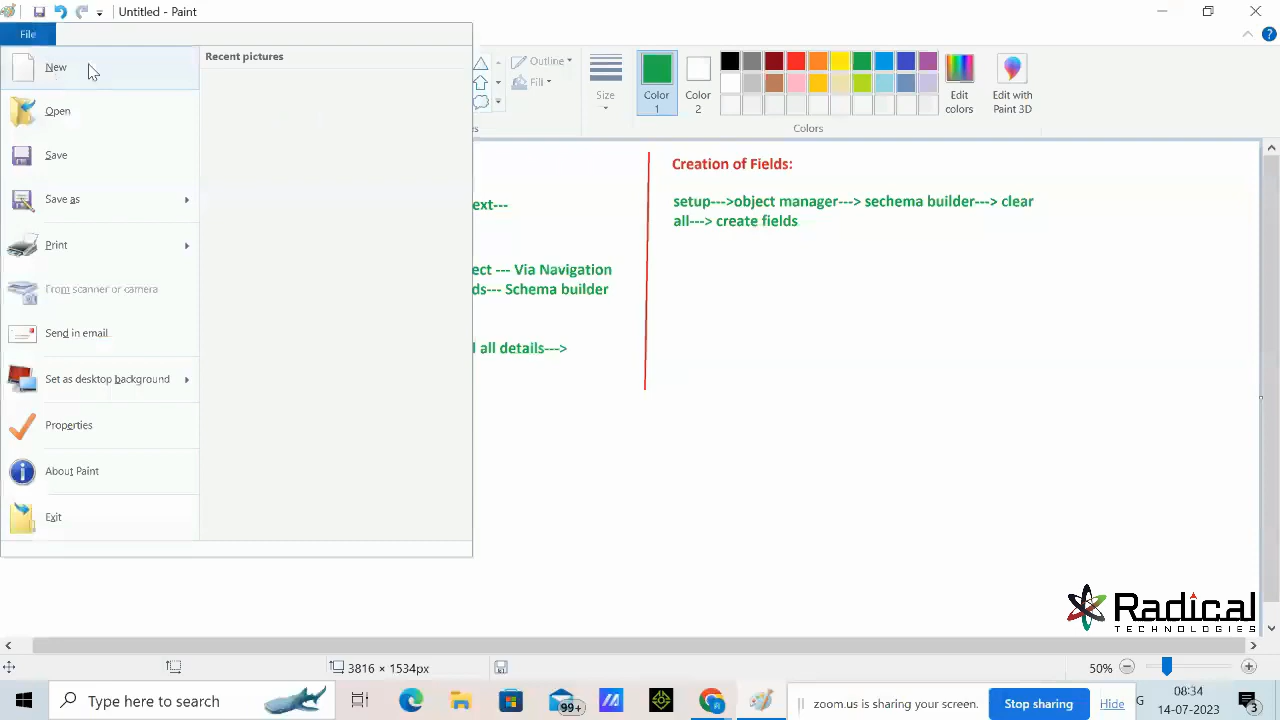 Untitled - Paint
File
New
Recent pictures
Open
Save
Save as
Print
From scanner or camera
Send in email
Set as desktop background
Properties
About Paint
Exit
Outline
Fill
Size
Color
1
Color
2
Edit
colors
Edit with
Paint 3D
Colors
ext---
ect --- Via Navigation
ds--- Schema builder
l all details--->
Creation of Fields:
setup--->object manager---> sechema builder---> clear
all---> create fields
Radical
TECHNOLOGIES
3816 × 1534px
50%
Type here to search
99+
zoom.us is sharing your screen.
Stop sharing
Hide
G
08:34
14-07-2023
3